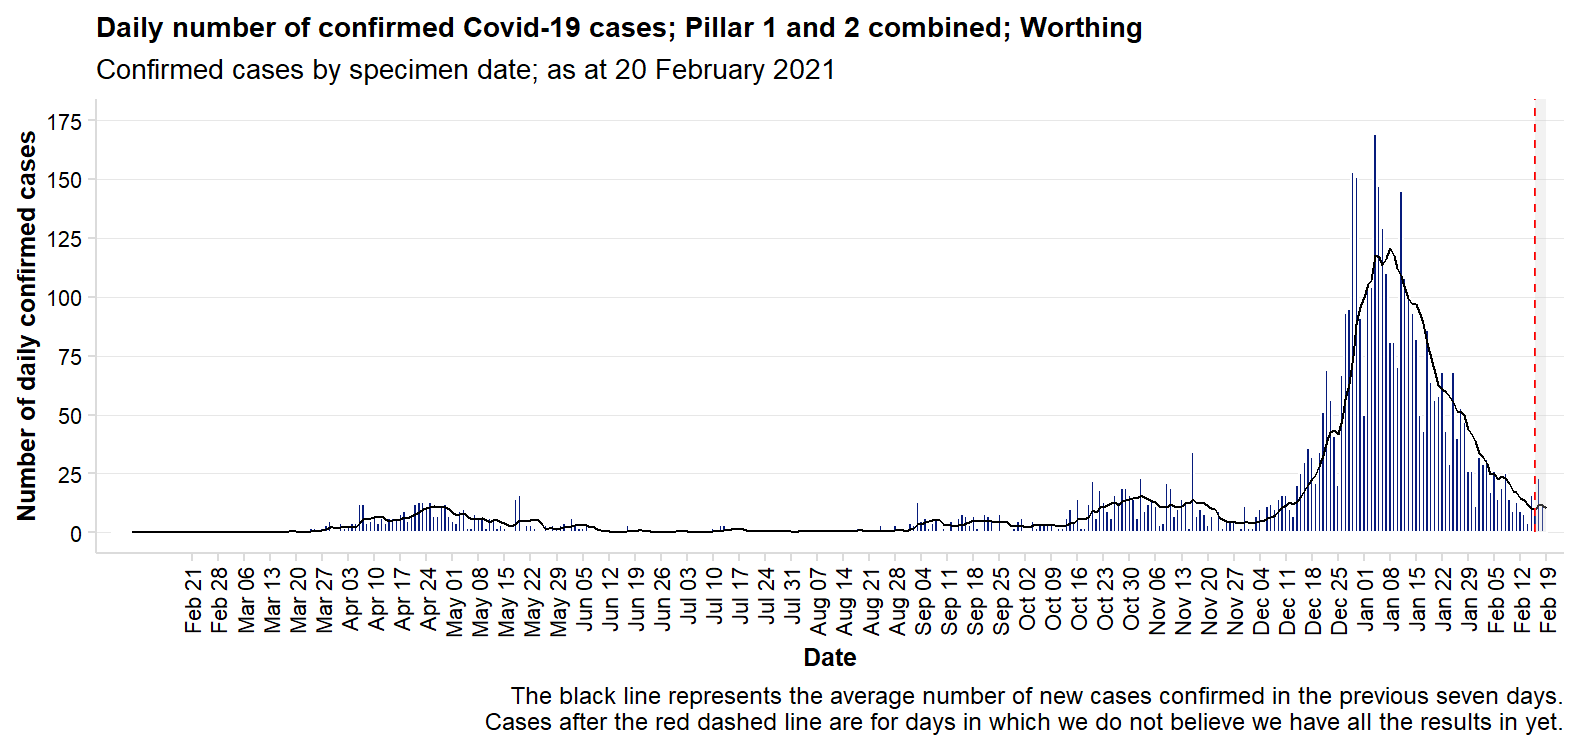 Daily number of confirmed Covid-19 cases; Pillar 1 and 2 combined; Worthing
Confirmed cases by specimen date; as at 20 February 2021
Number of daily confirmed cases
175
150
125
100
75
50
25
0
Feb 21
Feb 28
Mar 06
Mar 13
Mar 20
Mar 27
Apr 03
Apr 10
Apr 17
Apr 24
May 01
May 08
May 15
May 22
May 29
Jun 05
Jun 12
Jun 19
Jun 26
Jul 03
Jul 10
Jul 17
Jul 24
Jul 31
Aug 07
Aug 14
Aug 21
Aug 28
Sep 04
Sep 11
Sep 18
Sep 25
Oct 02
Oct 09
Oct 16
Oct 23
Oct 30
Nov 06
Nov 13
Nov 20
Nov 27
Dec 04
Dec 11
Dec 18
Dec 25
Jan 01
Jan 08
Jan 15
Jan 22
Jan 29
Feb 05
Feb 12
Feb 19
Date
The black line represents the average number of new cases confirmed in the previous seven days.
Cases after the red dashed line are for days in which we do not believe we have all the results in yet.